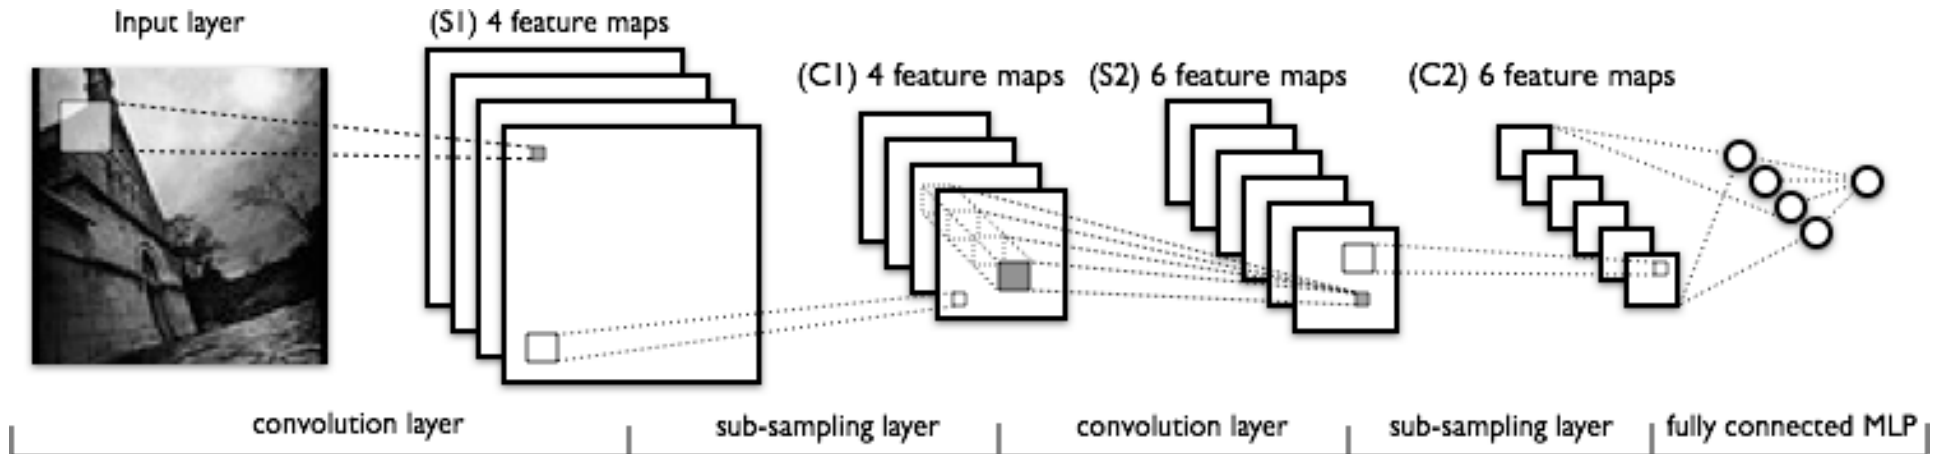 Input layer
(S1) 4 feature maps
(C1) 4 feature maps
(S2) 6 feature maps
(C2) 6 feature maps
convolution layer
sub-sampling layer
convolution layer
sub-sampling layer
fully connected MLP